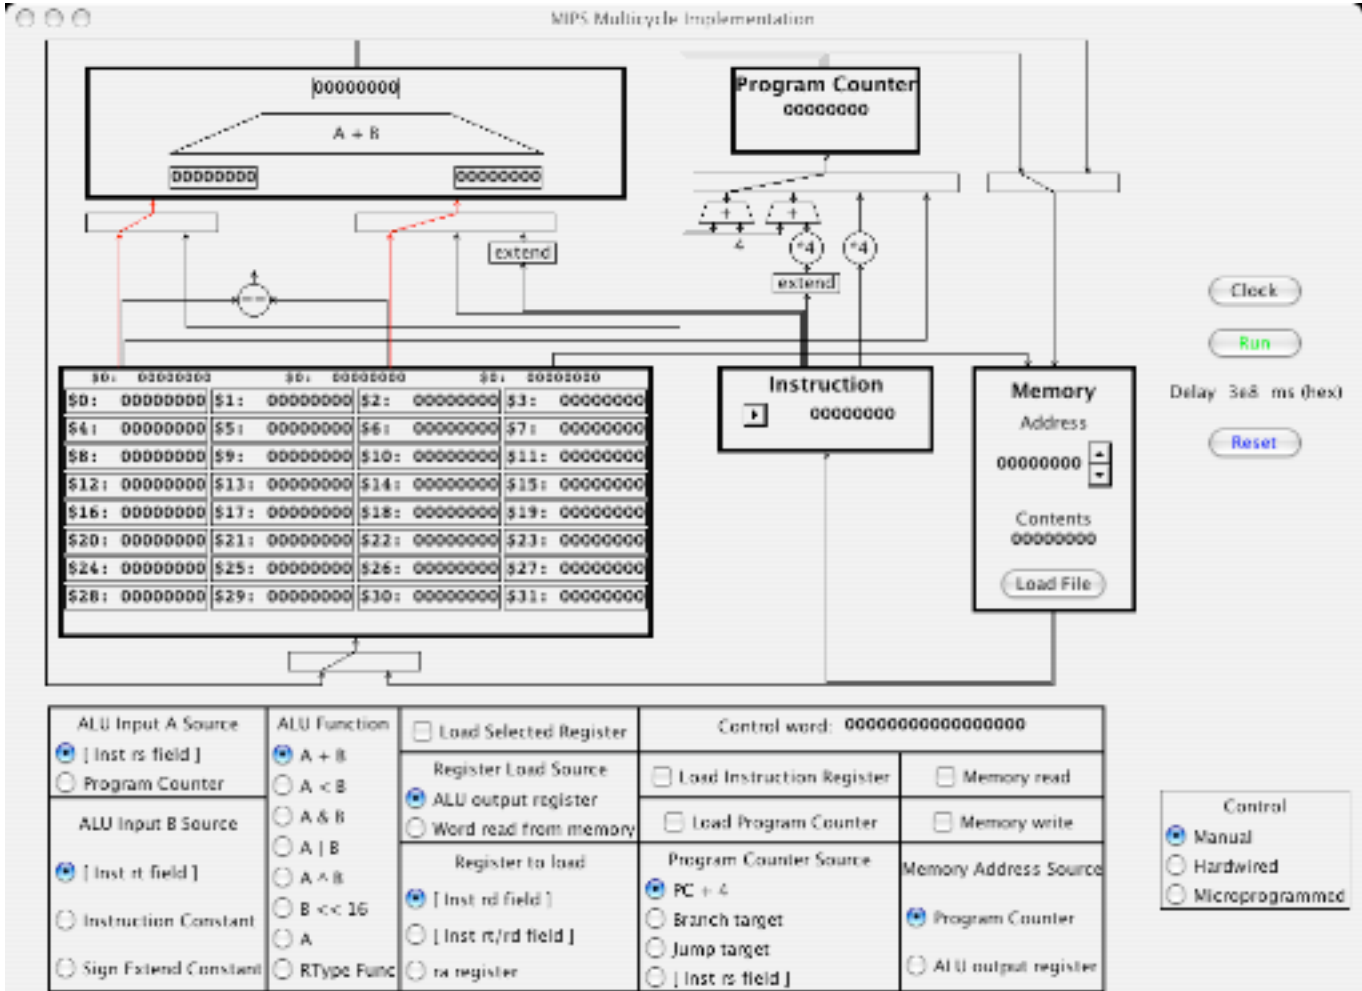 MIPS Multicycle Implementation
00000000
A + B
00000000 00000000
Program Counter
00000000
+ +
4 *4 *4
extend
extend
==
Clock
Run
Delay 3e8 ms (hex)
Reset
$0: 00000000 $0: 00000000 $0: 00000000
$0: 00000000 $1: 00000000 $2: 00000000 $3: 00000000
$4: 00000000 $5: 00000000 $6: 00000000 $7: 00000000
$8: 00000000 $9: 00000000 $10: 00000000 $11: 00000000
$12: 00000000 $13: 00000000 $14: 00000000 $15: 00000000
$16: 00000000 $17: 00000000 $18: 00000000 $19: 00000000
$20: 00000000 $21: 00000000 $22: 00000000 $23: 00000000
$24: 00000000 $25: 00000000 $26: 00000000 $27: 00000000
$28: 00000000 $29: 00000000 $30: 00000000 $31: 00000000
Instruction
00000000
Memory
Address
00000000
Contents
00000000
Load File
ALU Input A Source
[ Inst rs field ]
Program Counter
ALU Input B Source
[ Inst rt field ]
Instruction Constant
Sign Extend Constant
ALU Function
A + B
A < B
A & B
A | B
A ^ B
B << 16
A
RType Func
Load Selected Register
Register Load Source
ALU output register
Word read from memory
Register to load
[ Inst rd field ]
[ Inst rt/rd field ]
ra register
Control word: 0000000000000000
Load Instruction Register
Load Program Counter
Program Counter Source
PC + 4
Branch target
Jump target
[ Inst rs field ]
Memory read
Memory write
Memory Address Source
Program Counter
ALU output register
Control
Manual
Hardwired
Microprogrammed